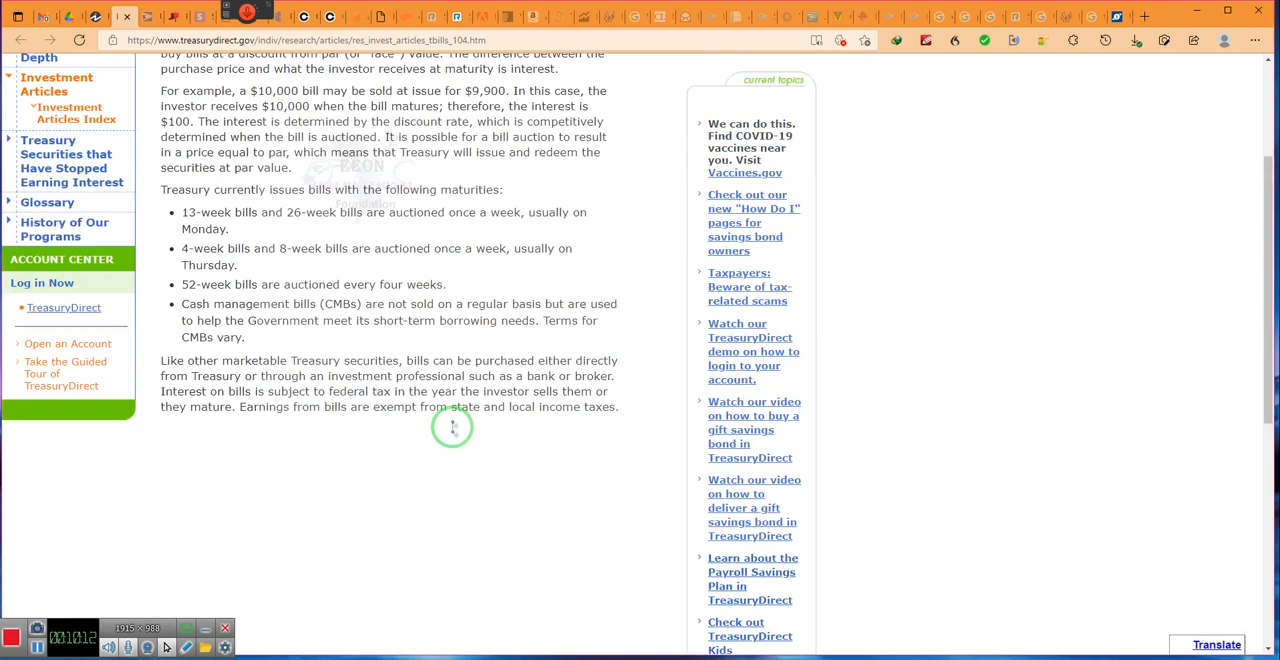 https://www.treasurydirect.gov/indiv/research/articles/res_invest_articles_tbills_104.htm
Depth
Investment
Articles
Investment
Articles Index
Treasury
Securities that
Have Stopped
Earning Interest
Glossary
History of Our
Programs
ACCOUNT CENTER
Log in Now
TreasuryDirect
Open an Account
Take the Guided
Tour of
TreasuryDirect
buy bills at a discount from par (or "face") value. The difference between the
purchase price and what the investor receives at maturity is interest.
For example, a $10,000 bill may be sold at issue for $9,900. In this case, the
investor receives $10,000 when the bill matures; therefore, the interest is
$100. The interest is determined by the discount rate, which is competitively
determined when the bill is auctioned. It is possible for a bill auction to result
in a price equal to par, which means that Treasury will issue and redeem the
securities at par value.
Treasury currently issues bills with the following maturities:
• 13-week bills and 26-week bills are auctioned once a week, usually on
Monday.
• 4-week bills and 8-week bills are auctioned once a week, usually on
Thursday.
• 52-week bills are auctioned every four weeks.
• Cash management bills (CMBs) are not sold on a regular basis but are used
to help the Government meet its short-term borrowing needs. Terms for
CMBs vary.
Like other marketable Treasury securities, bills can be purchased either directly
from Treasury or through an investment professional such as a bank or broker.
Interest on bills is subject to federal tax in the year the investor sells them or
they mature. Earnings from bills are exempt from state and local income taxes.
EEON
Foundation
current topics
We can do this.
Find COVID-19
vaccines near
you. Visit
Vaccines.gov
Check out our
new "How Do I"
pages for
savings bond
owners
Taxpayers:
Beware of tax-
related scams
Watch our
TreasuryDirect
demo on how to
login to your
account.
Watch our video
on how to buy a
gift savings
bond in
TreasuryDirect
Watch our video
on how to
deliver a gift
savings bond in
TreasuryDirect
Learn about the
Payroll Savings
Plan in
TreasuryDirect
Check out
TreasuryDirect
Kids
Translate
1915 × 988